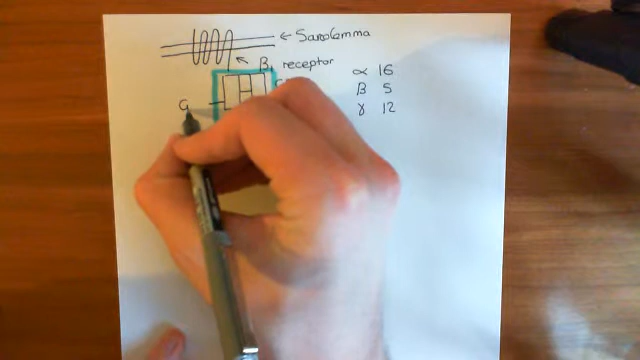 ← Sarcolemma
β₁ receptor
α 16
β 5
G
γ 12